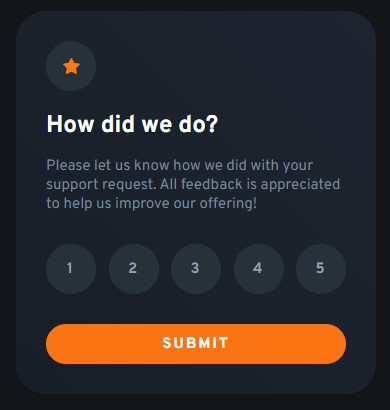 How did we do?
Please let us know how we did with your
support request. All feedback is appreciated
to help us improve our offering!
1 2 3 4 5
SUBMIT